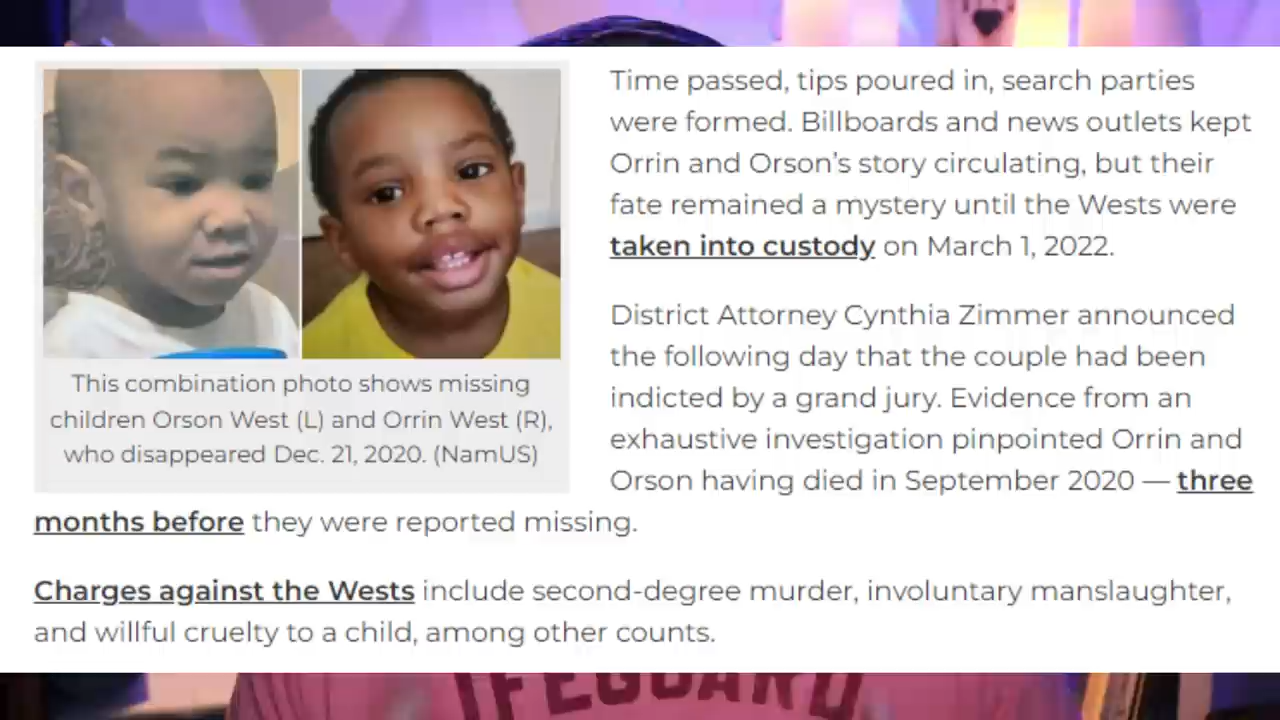 Time passed, tips poured in, search parties
were formed. Billboards and news outlets kept
Orrin and Orson’s story circulating, but their
fate remained a mystery until the Wests were
taken into custody on March 1, 2022.
District Attorney Cynthia Zimmer announced
the following day that the couple had been
indicted by a grand jury. Evidence from an
exhaustive investigation pinpointed Orrin and
Orson having died in September 2020 — three
months before they were reported missing.
This combination photo shows missing
children Orson West (L) and Orrin West (R),
who disappeared Dec. 21, 2020. (NamUS)
Charges against the Wests include second-degree murder, involuntary manslaughter,
and willful cruelty to a child, among other counts.